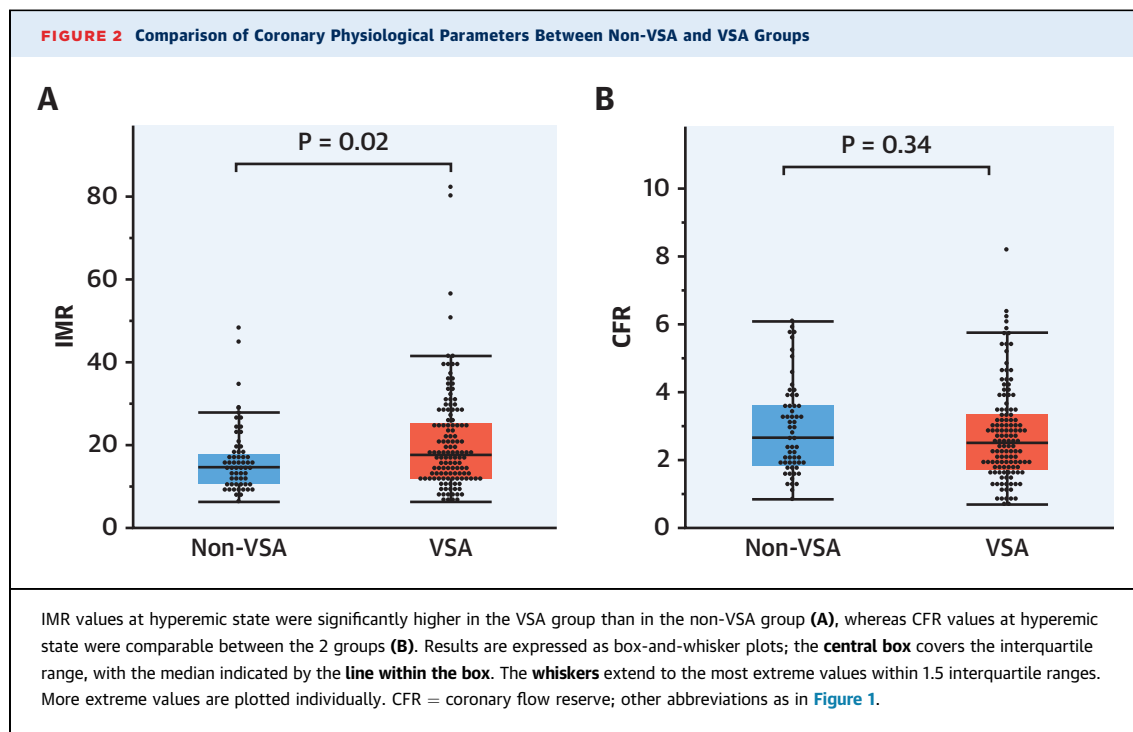 FIGURE 2 Comparison of Coronary Physiological Parameters Between Non-VSA and VSA Groups
A
B
P = 0.02
P = 0.34
IMR
80
60
40
20
0
Non-VSA
VSA
CFR
10
8
6
4
2
0
Non-VSA
VSA
IMR values at hyperemic state were significantly higher in the VSA group than in the non-VSA group (A), whereas CFR values at hyperemic
state were comparable between the 2 groups (B). Results are expressed as box-and-whisker plots; the central box covers the interquartile
range, with the median indicated by the line within the box. The whiskers extend to the most extreme values within 1.5 interquartile ranges.
More extreme values are plotted individually. CFR = coronary flow reserve; other abbreviations as in Figure 1.